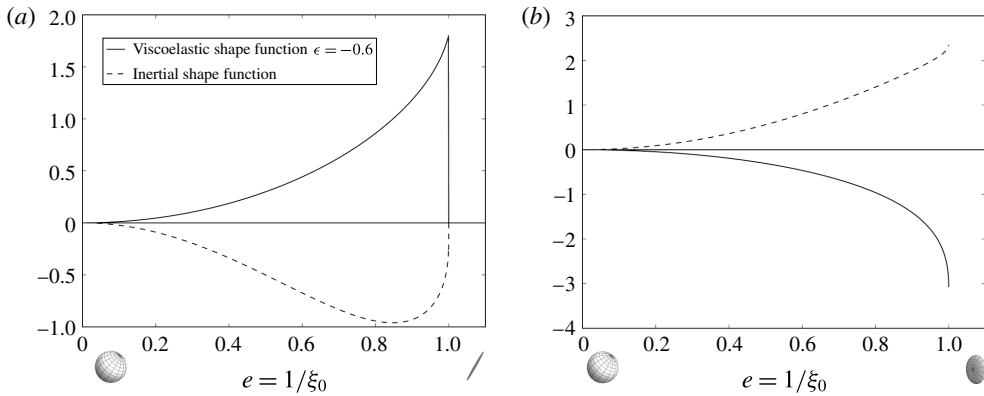 (a)
2.0
Viscoelastic shape function ϵ = −0.6
Inertial shape function
1.5
1.0
0.5
0
−0.5
−1.0
0 0.2 0.4 0.6 0.8 1.0
e = 1/ξ0
(b)
3
2
1
0
−1
−2
−3
−4
0 0.2 0.4 0.6 0.8 1.0
e = 1/ξ0